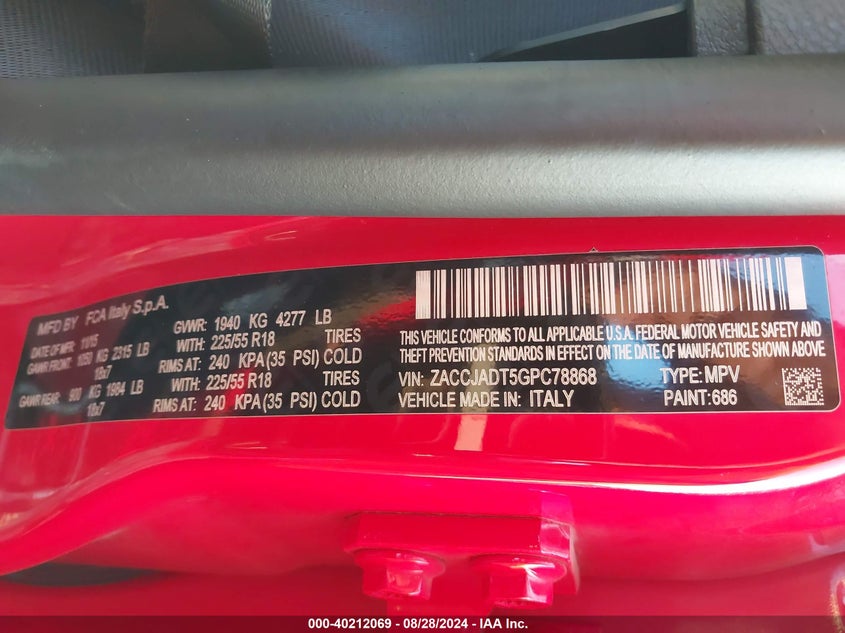 MFD BY FCA Italy S.p.A.
DATE OF MFR 11/15 GVWR: 1940 KG 4277 LB
GAWR FRONT: 1050 KG 2315 LB WITH: 225/55 R18 TIRES
18x7 RIMS AT: 240 KPA(35 PSI) COLD
GAWR REAR: 900 KG 1984 LB WITH: 225/55 R18 TIRES
18x7 RIMS AT: 240 KPA(35 PSI) COLD
THIS VEHICLE CONFORMS TO ALL APPLICABLE U.S.A. FEDERAL MOTOR VEHICLE SAFETY AND
THEFT PREVENTION STANDARDS IN EFFECT ON THE DATE OF MANUFACTURE SHOWN ABOVE
VIN: ZACCJADT5GPC78868 TYPE: MPV
VEHICLE MADE IN: ITALY PAINT:686
000-40212069 | 08/28/2024 - IAA Inc.